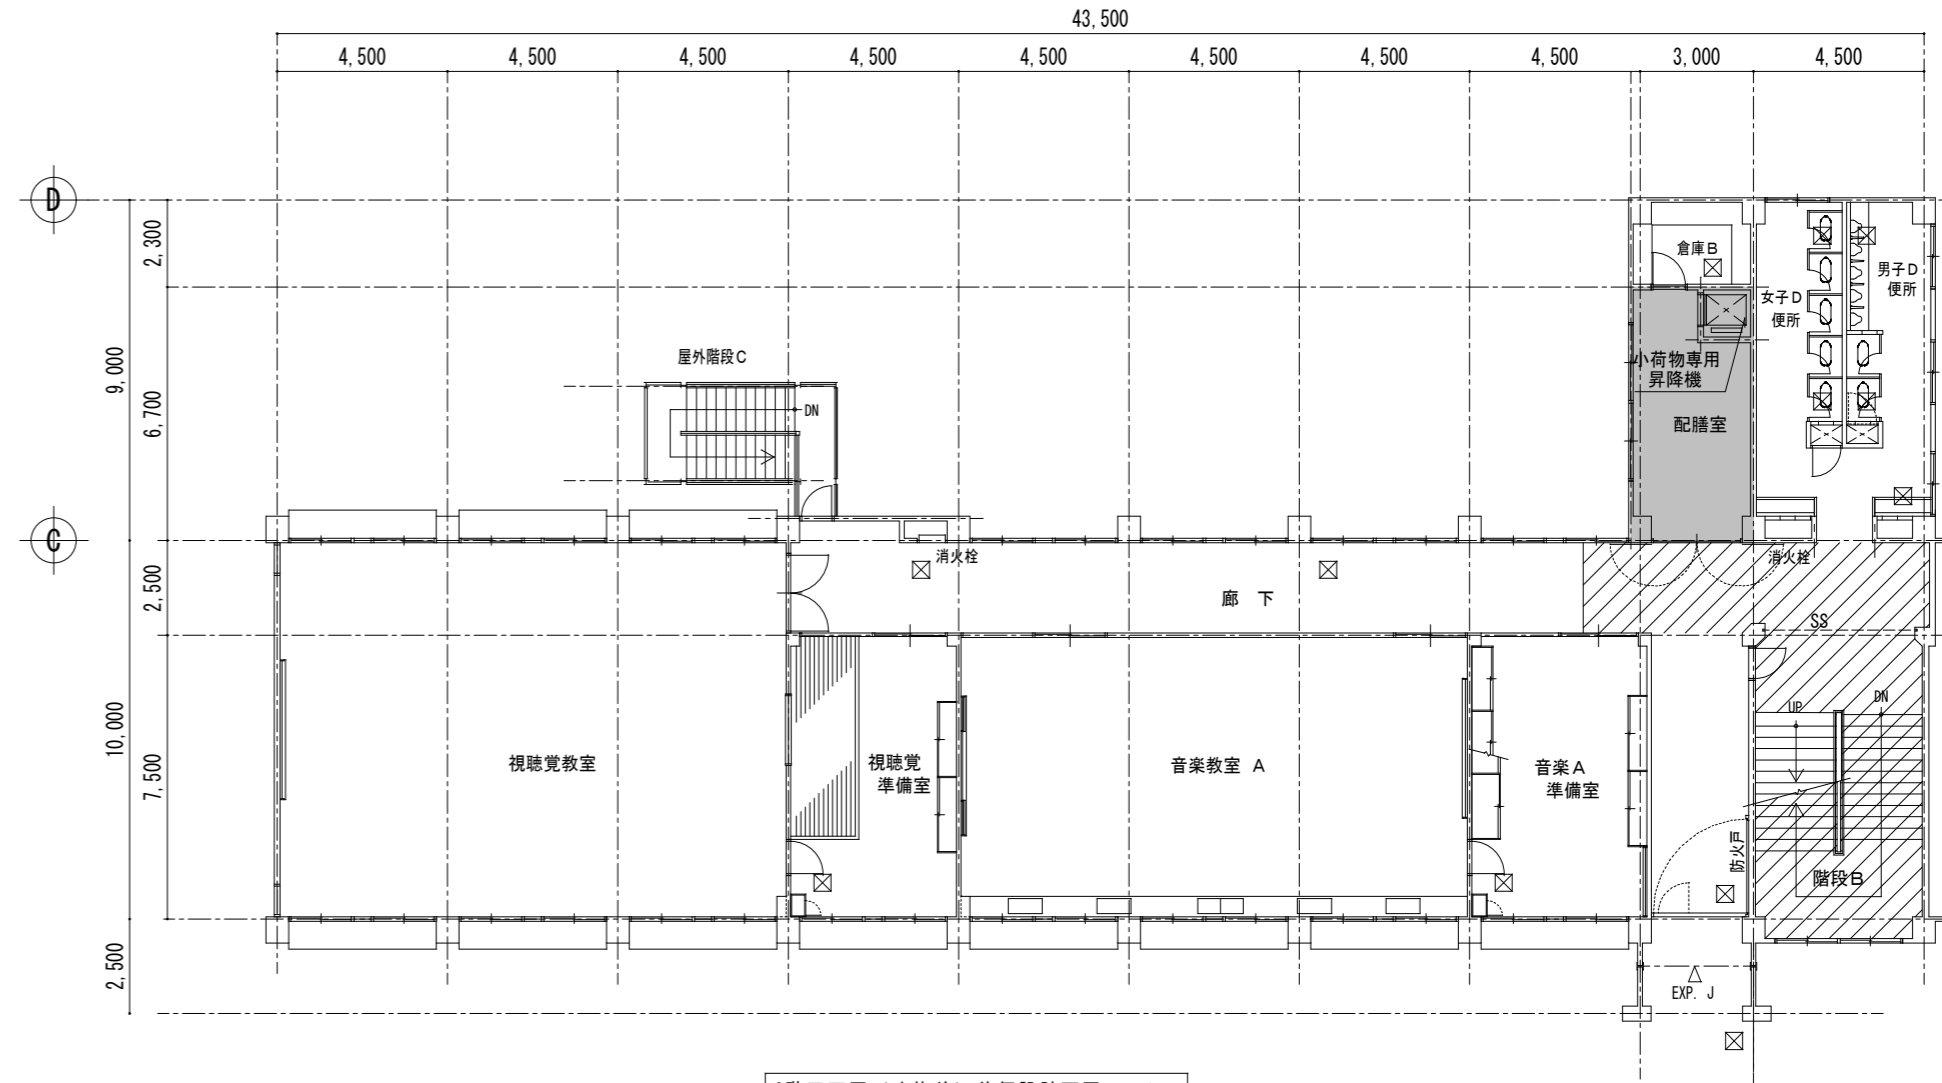 43,500
4,500 4,500 4,500 4,500 4,500 4,500 4,500 4,500 3,000 4,500
D
2,300
倉庫B
男子D
便所
女子D
便所
9,000
6,700
屋外階段C
DN
小荷物専用
昇降機
配膳室
C
2,500
消火栓
消火栓
廊 下
SS
10,000
7,500
UP
DN
視聴覚教室
視聴覚
準備室
音楽教室 A
音楽A
準備室
防火戸
階段B
2,500
EXP. J